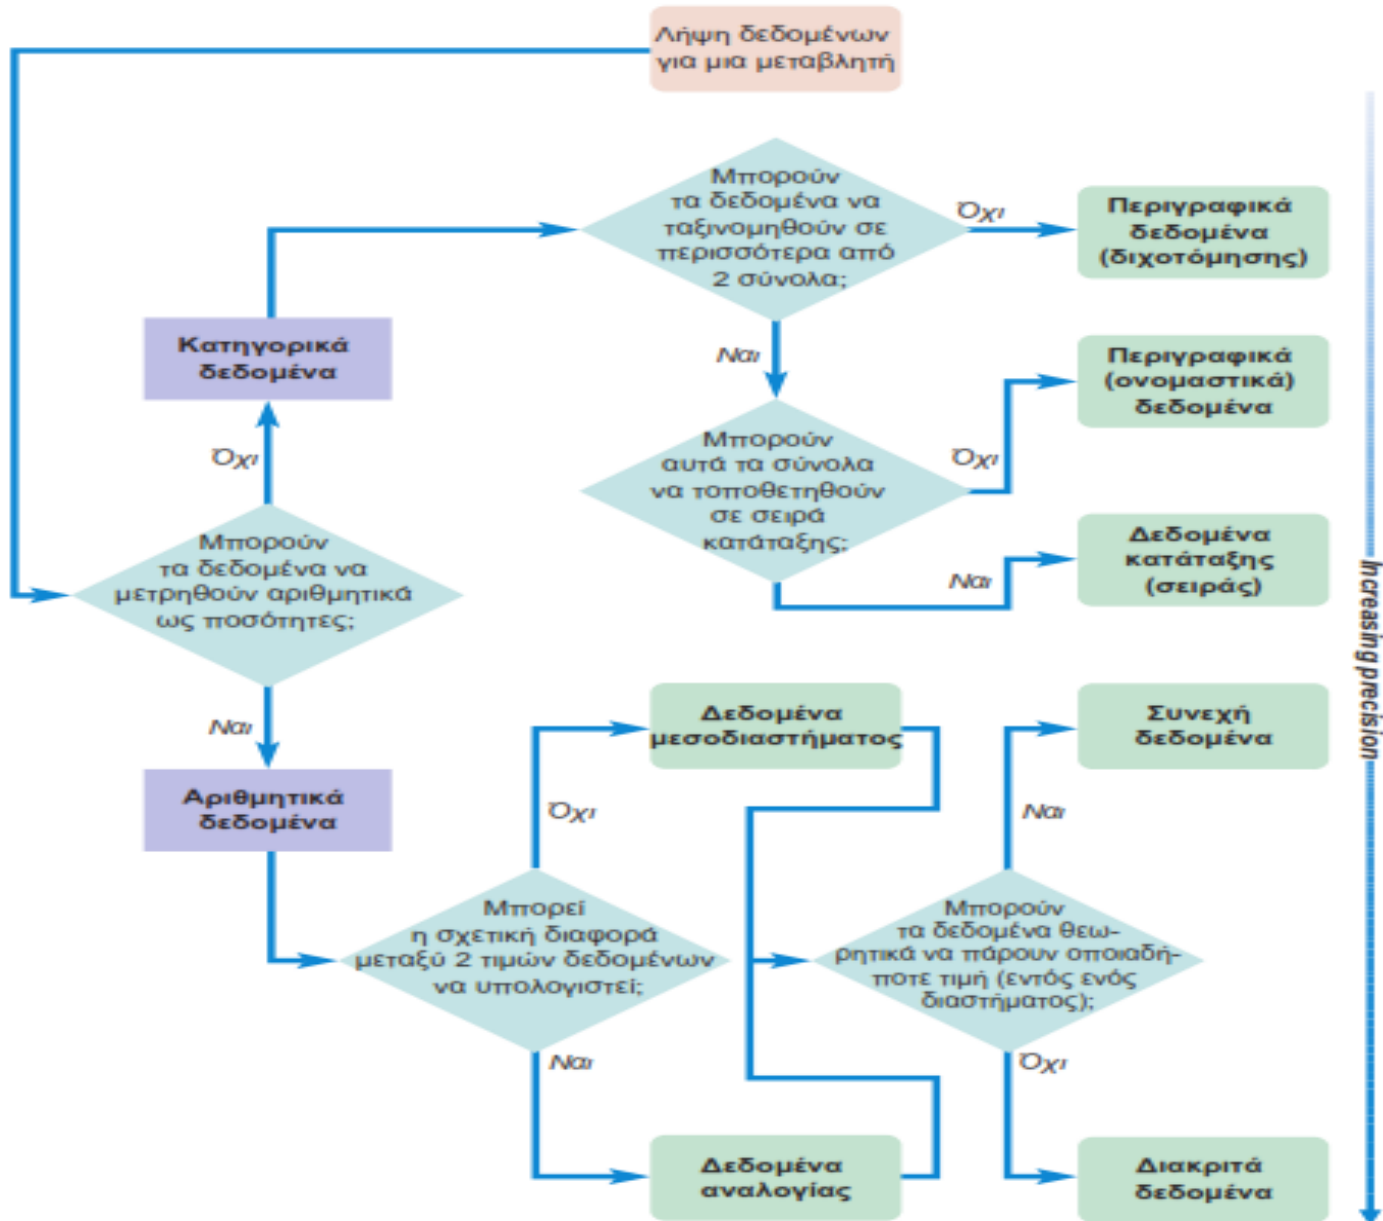 Λήψη δεδομένων
για μια μεταβλητή
Μπορούν
τα δεδομένα να
ταξινομηθούν σε
περισσότερα από
2 σύνολα;
Όχι
Περιγραφικά
δεδομένα
(διχοτόμησης)
Κατηγορικά
δεδομένα
Ναι
Περιγραφικά
(ονομαστικά)
δεδομένα
Μπορούν
αυτά τα σύνολα
να τοποθετηθούν
σε σειρά
κατάταξης;
Όχι
Όχι
Δεδομένα
κατάταξης
(σειράς)
Ναι
Μπορούν
τα δεδομένα να
μετρηθούν αριθμητικά
ως ποσότητες;
Increasing precision
Ναι
Δεδομένα
μεσοδιαστήματος
Συνεχή
δεδομένα
Αριθμητικά
δεδομένα
Όχι
Ναι
Μπορεί
η σχετική διαφορά
μεταξύ 2 τιμών δεδομένων
να υπολογιστεί;
Μπορούν
τα δεδομένα θεω-
ρητικά να πάρουν οποιαδή-
ποτε τιμή (εντός ενός
διαστήματος);
Ναι
Όχι
Δεδομένα
αναλογίας
Διακριτά
δεδομένα